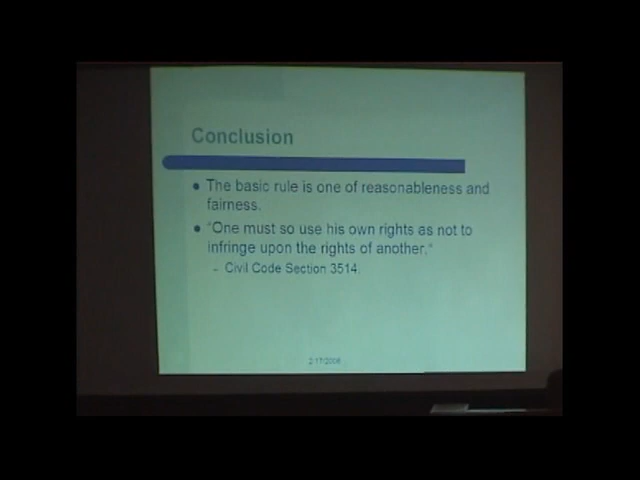 Conclusion
● The basic rule is one of reasonableness and
fairness.
● "One must so use his own rights as not to
infringe upon the rights of another."
- Civil Code Section 3514.
2/17/2006